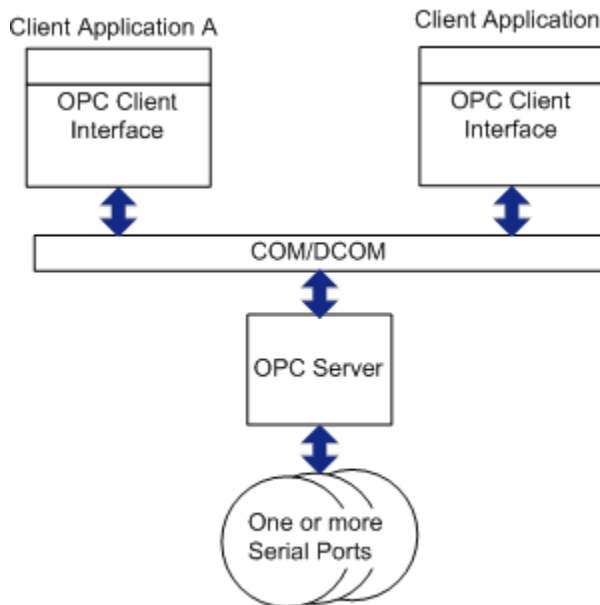 Client Application A
Client Application
OPC Client
Interface
OPC Client
Interface
COM/DCOM
OPC Server
One or more
Serial Ports